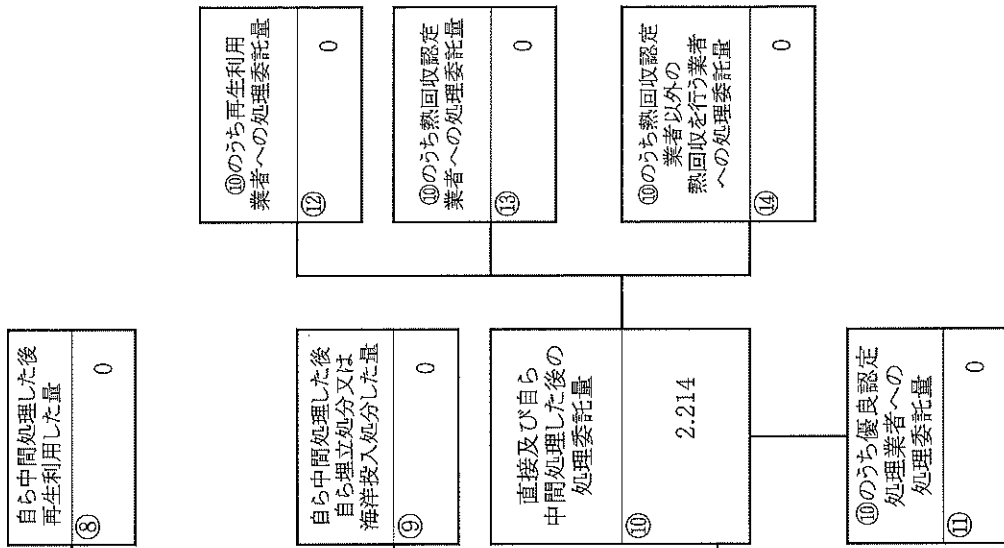 自ら中間処理した後
再生利用した量
⑧
0
自ら中間処理した後
自ら埋立処分又は
海洋投入処分した量
⑨
0
直接及び自ら
中間処理した後の
処理委託量
⑩
2.214
⑩のうち優良認定
処理業者への
処理委託量
⑪
0
⑩のうち再生利用
業者への処理委託量
⑫
0
⑩のうち熱回収認定
業者への処理委託量
⑬
0
⑩のうち熱回収認定
業者以外の
熱回収を行う業者
への処理委託量
⑭
0